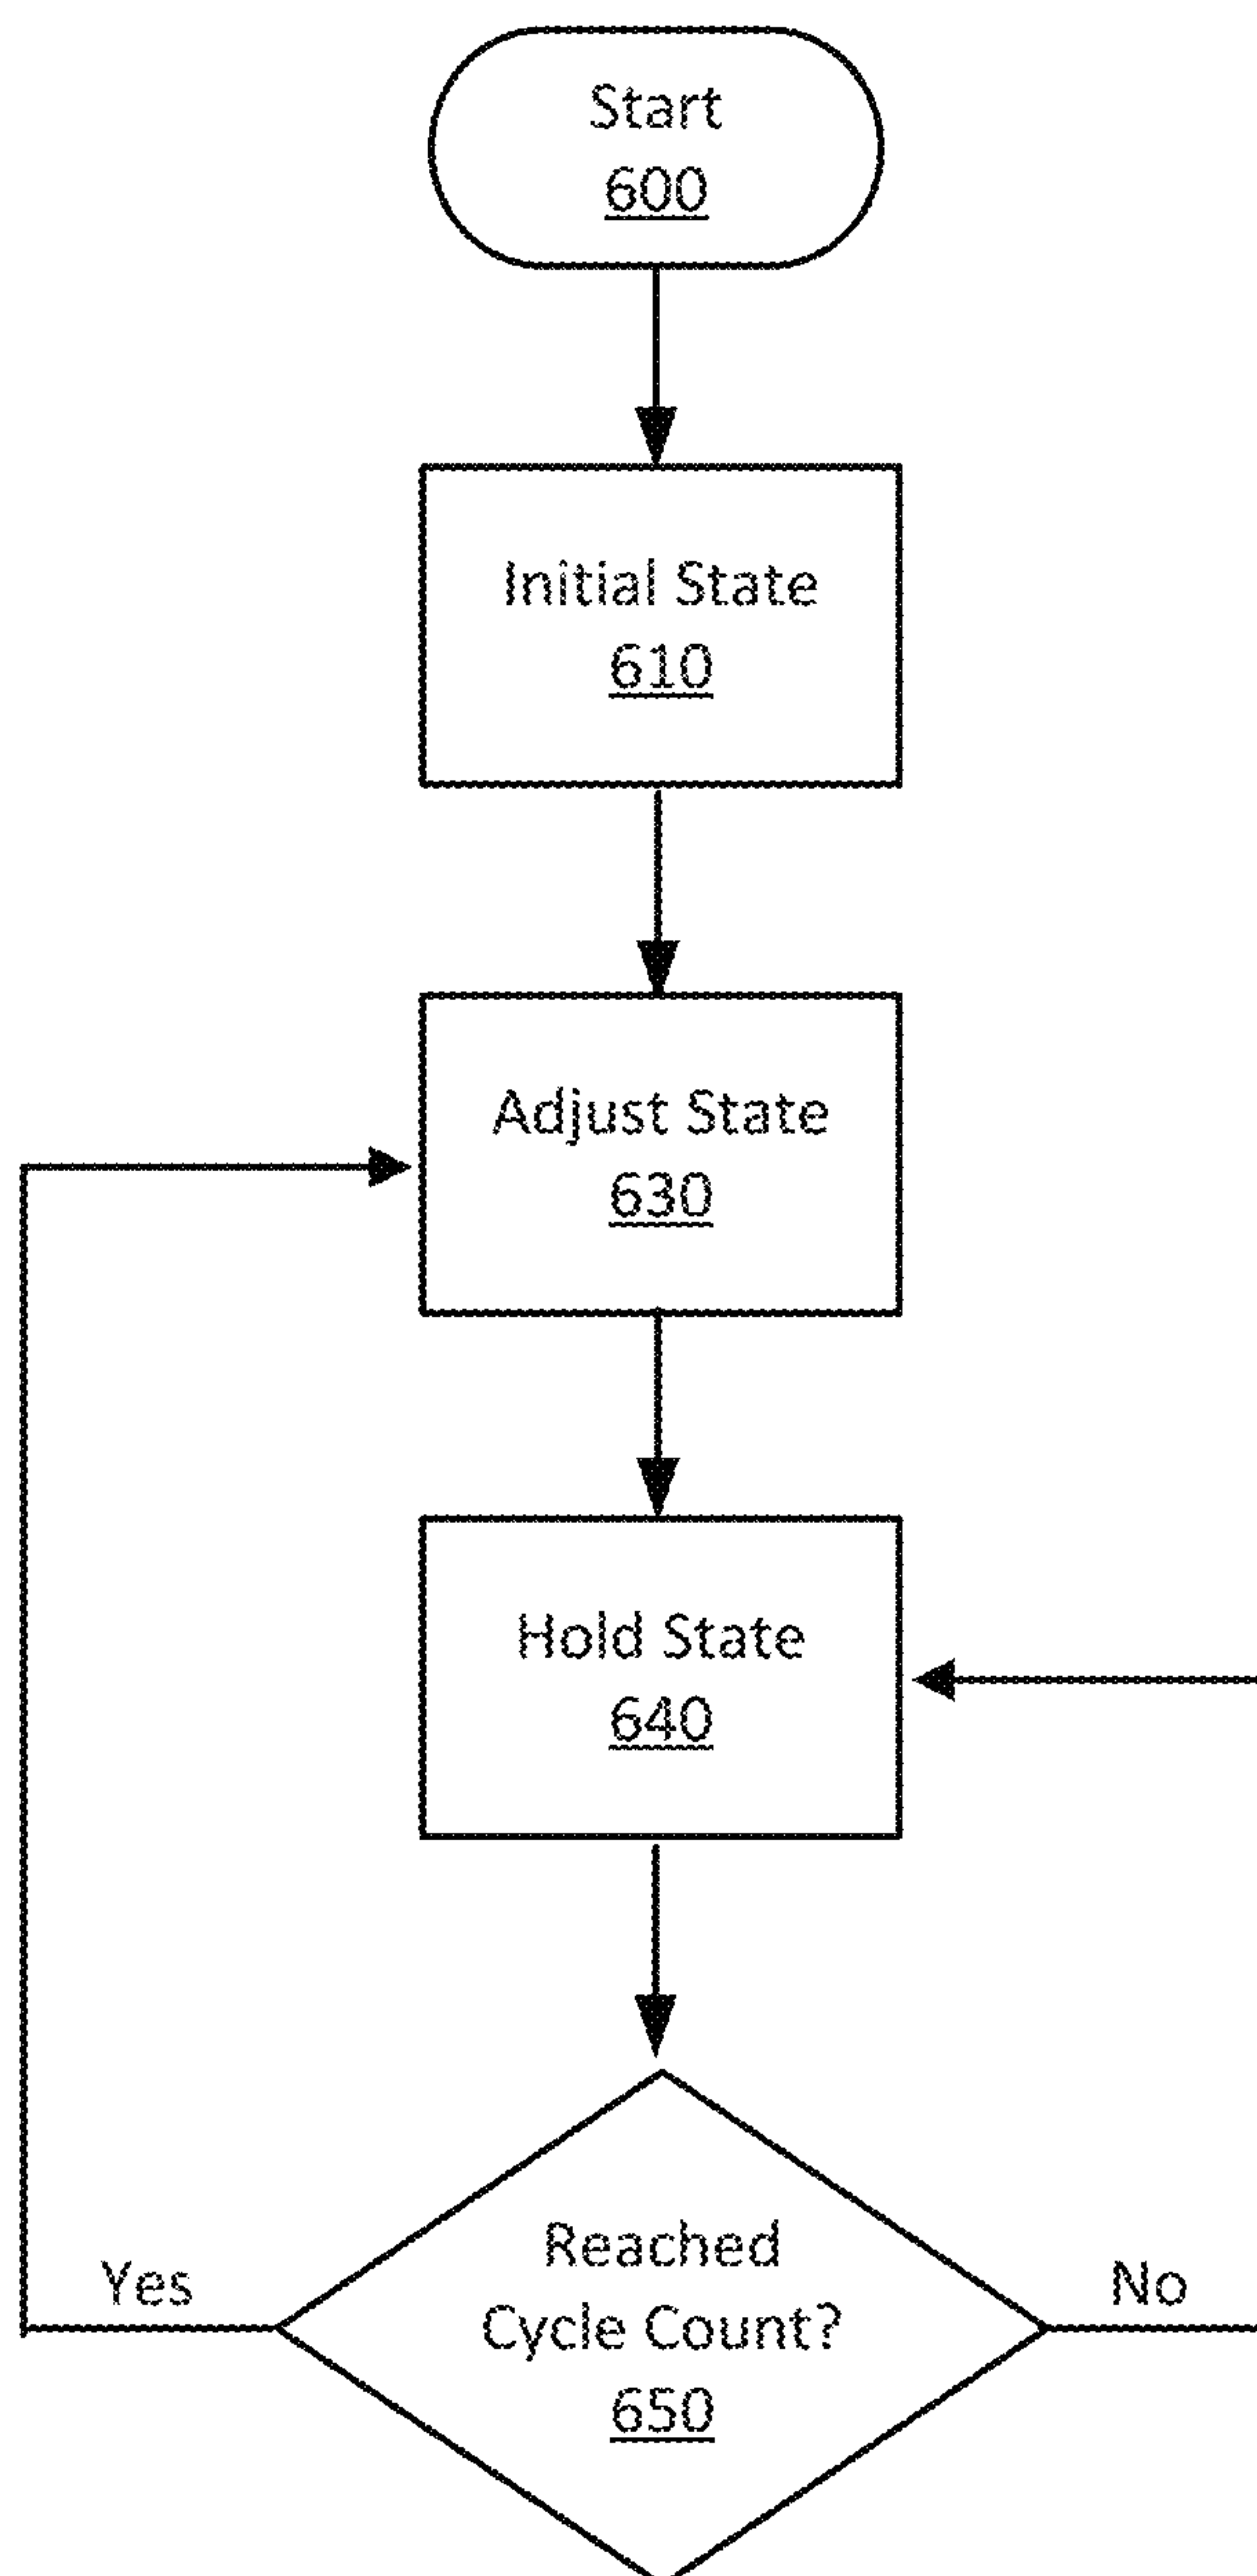 Start
600
Initial State
610
Adjust State
630
Hold State
640
Reached
Cycle Count?
650
Yes
No